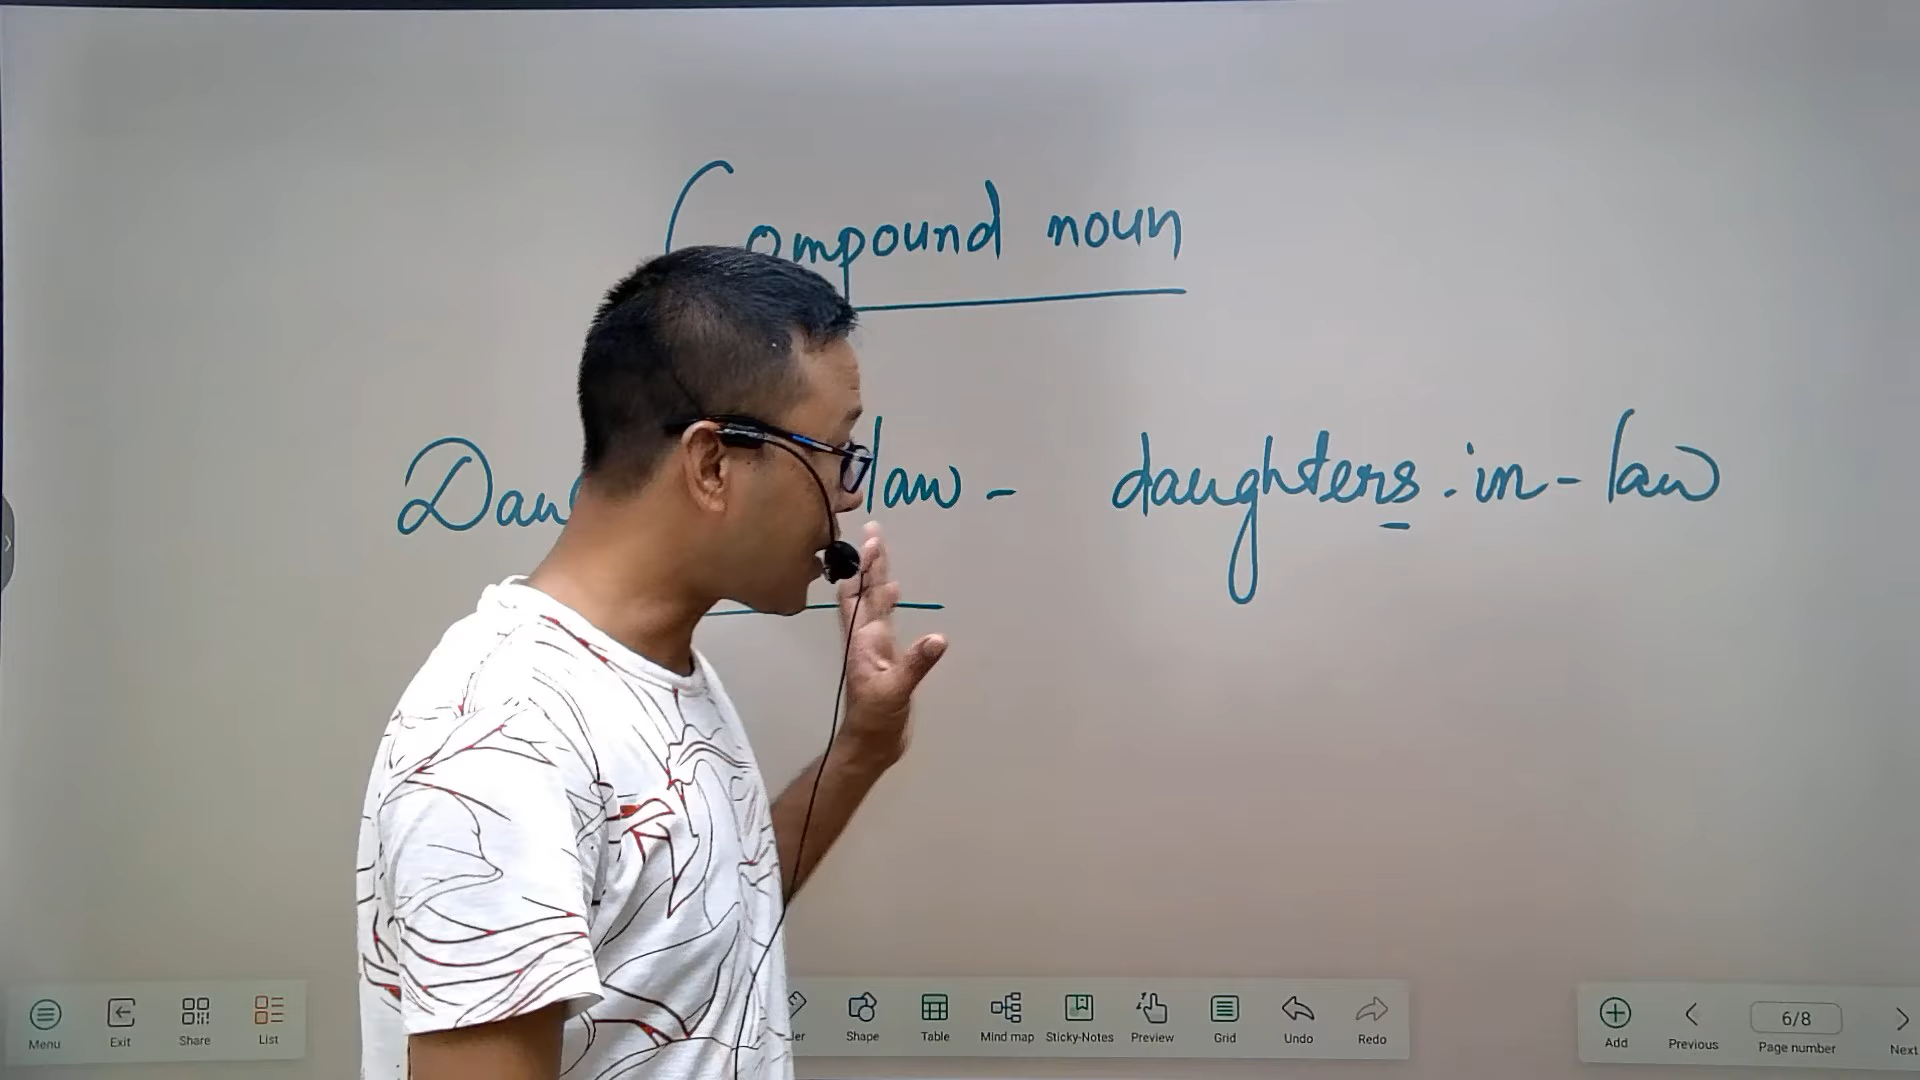 Compound noun
law - daughters-in-law
Menu Exit Share List Shape Table Mind map Sticky-Notes Preview Grid Undo Redo Add Previous 6/8 Page number Next